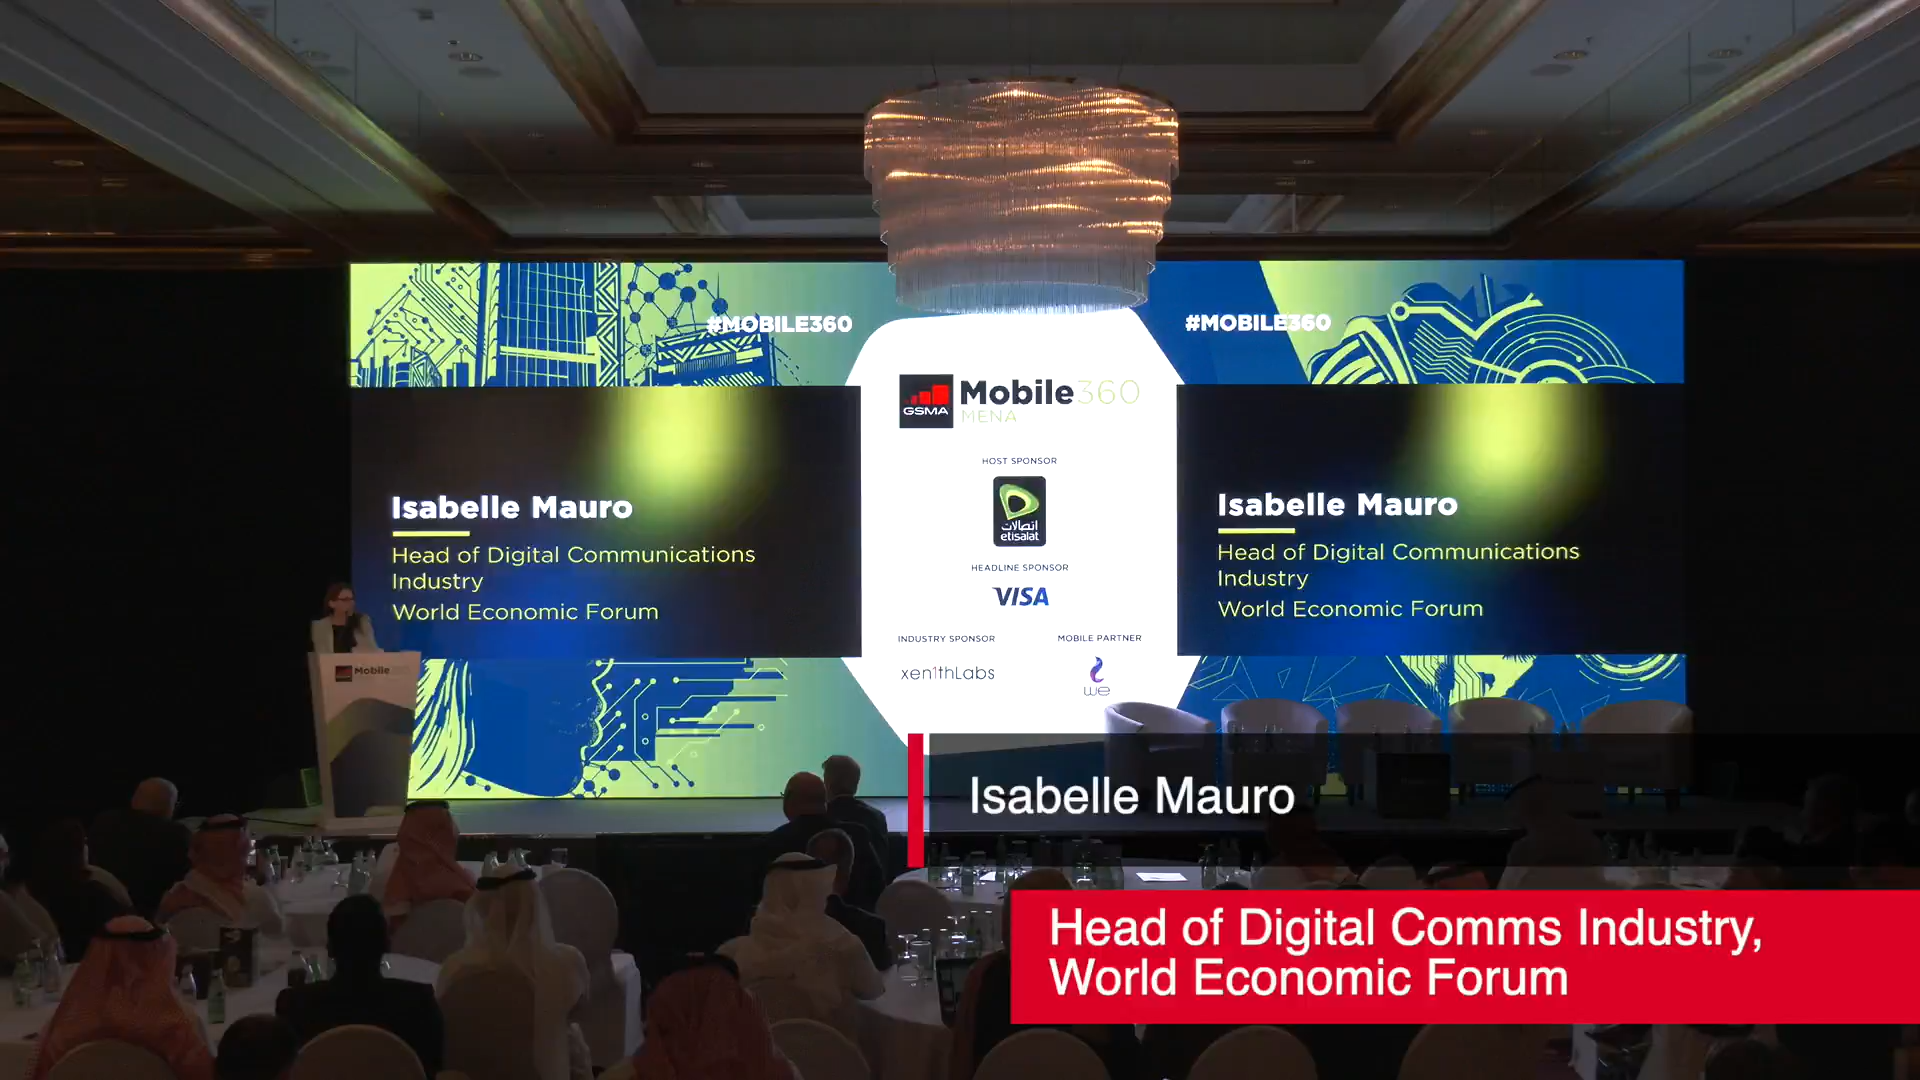 #MOBILE360
#MOBILE360
GSMA
Mobile360
MENA
HOST SPONSOR
اتصالات
etisalat
HEADLINE SPONSOR
VISA
INDUSTRY SPONSOR
MOBILE PARTNER
xen1thLabs
we
Isabelle Mauro
Head of Digital Communications
Industry
World Economic Forum
Isabelle Mauro
Head of Digital Communications
Industry
World Economic Forum
Mobile
Isabelle Mauro
Head of Digital Comms Industry,
World Economic Forum